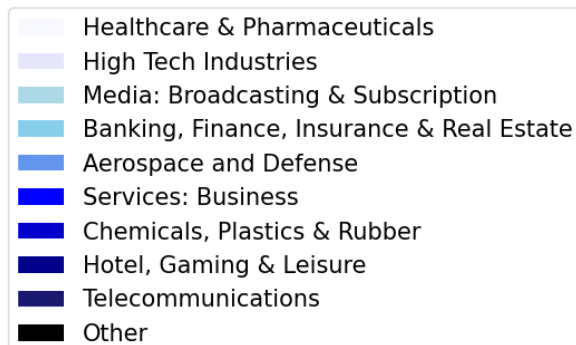 Healthcare & Pharmaceuticals
High Tech Industries
Media: Broadcasting & Subscription
Banking, Finance, Insurance & Real Estate
Aerospace and Defense
Services: Business
Chemicals, Plastics & Rubber
Hotel, Gaming & Leisure
Telecommunications
Other